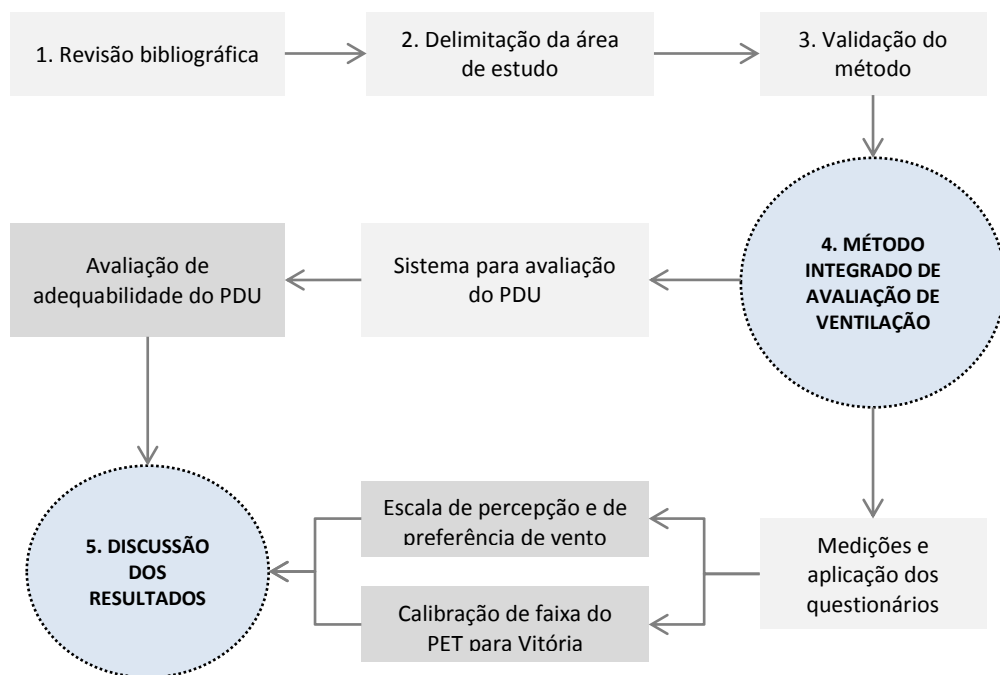 1. Revisão bibliográfica
2. Delimitação da área
de estudo
3. Validação do
método
4. MÉTODO
INTEGRADO DE
AVALIAÇÃO DE
VENTILAÇÃO
Sistema para avaliação
do PDU
Avaliação de
adequabilidade do PDU
Medições e
aplicação dos
questionários
Escala de percepção e de
preferência de vento
Calibração de faixa do
PET para Vitória
5. DISCUSSÃO
DOS
RESULTADOS